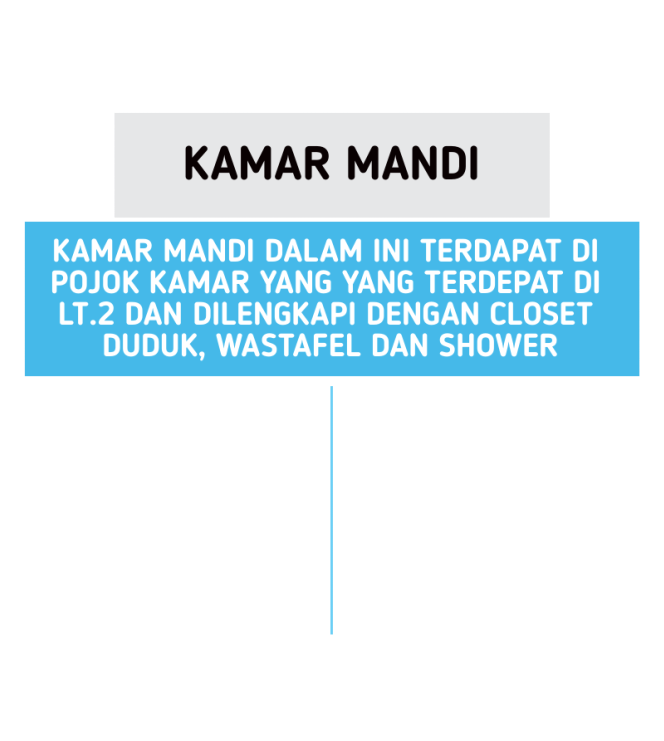 KAMAR MANDI
KAMAR MANDI DALAM INI TERDAPAT DI
POJOK KAMAR YANG YANG TERDEPAT DI
LT.2 DAN DILENGKAPI DENGAN CLOSET
DUDUK, WASTAFEL DAN SHOWER